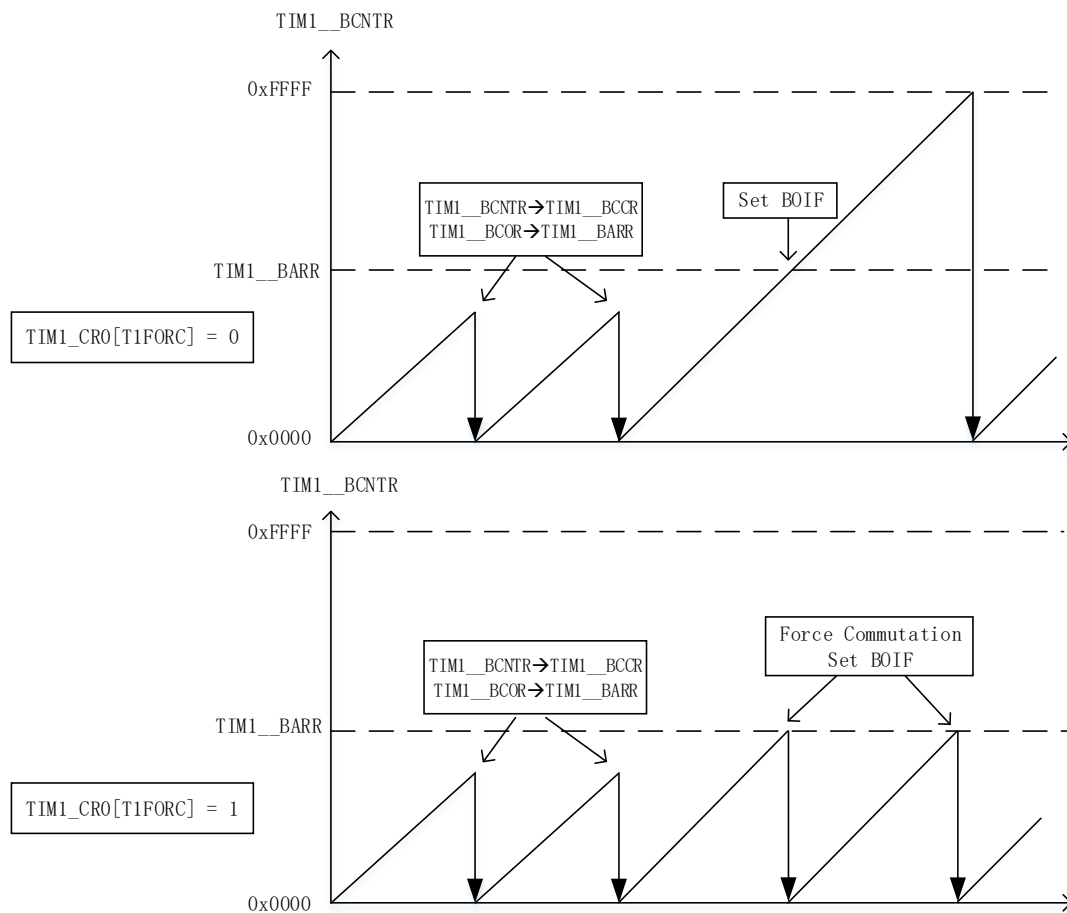 TIM1__BCNTR
0xFFFF
TIM1__BCNTR→TIM1__BCCR
TIM1__BCOR→TIM1__BARR
Set BOIF
TIM1__BARR
TIM1_CR0[T1FORC] = 0
0x0000
TIM1__BCNTR
0xFFFF
Force Commutation
Set BOIF
TIM1__BCNTR→TIM1__BCCR
TIM1__BCOR→TIM1__BARR
TIM1__BARR
TIM1_CR0[T1FORC] = 1
0x0000